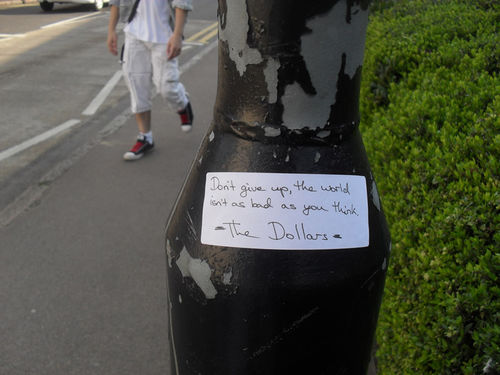 Don't give up, the world
isn't as bad as you think.
=The Dollars=